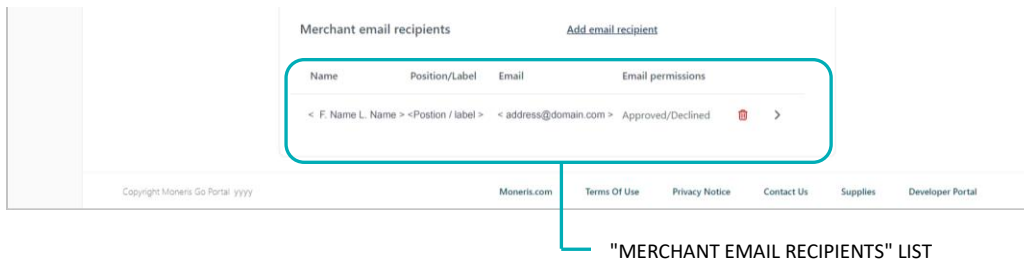 Merchant email recipients Add email recipient
Name Position/Label Email Email permissions
< F. Name L. Name > <Postion / label > < address@domain.com > Approved/Declined >
Copyright Moneris Go Portal yyyy Moneris.com Terms Of Use Privacy Notice Contact Us Supplies Developer Portal
"MERCHANT EMAIL RECIPIENTS" LIST